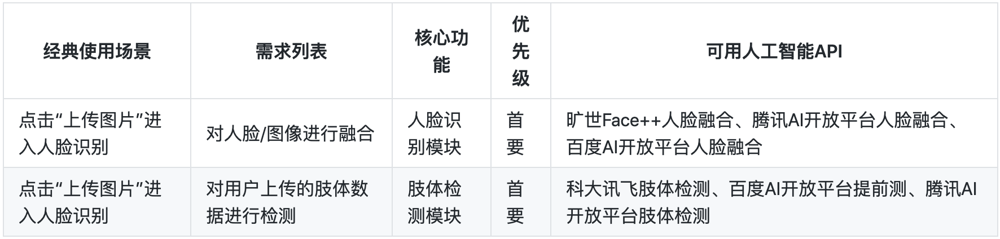 经典使用场景
需求列表
核心功
能
优
先
级
可用人工智能API
点击“上传图片”进
入人脸识别
对人脸/图像进行融合
人脸识
别模块
首
要
旷世Face++人脸融合、腾讯AI开放平台人脸融合、
百度AI开放平台人脸融合
点击“上传图片”进
入人脸识别
对用户上传的肢体数
据进行检测
肢体检
测模块
首
要
科大讯飞肢体检测、百度AI开放平台提前测、腾讯AI
开放平台肢体检测